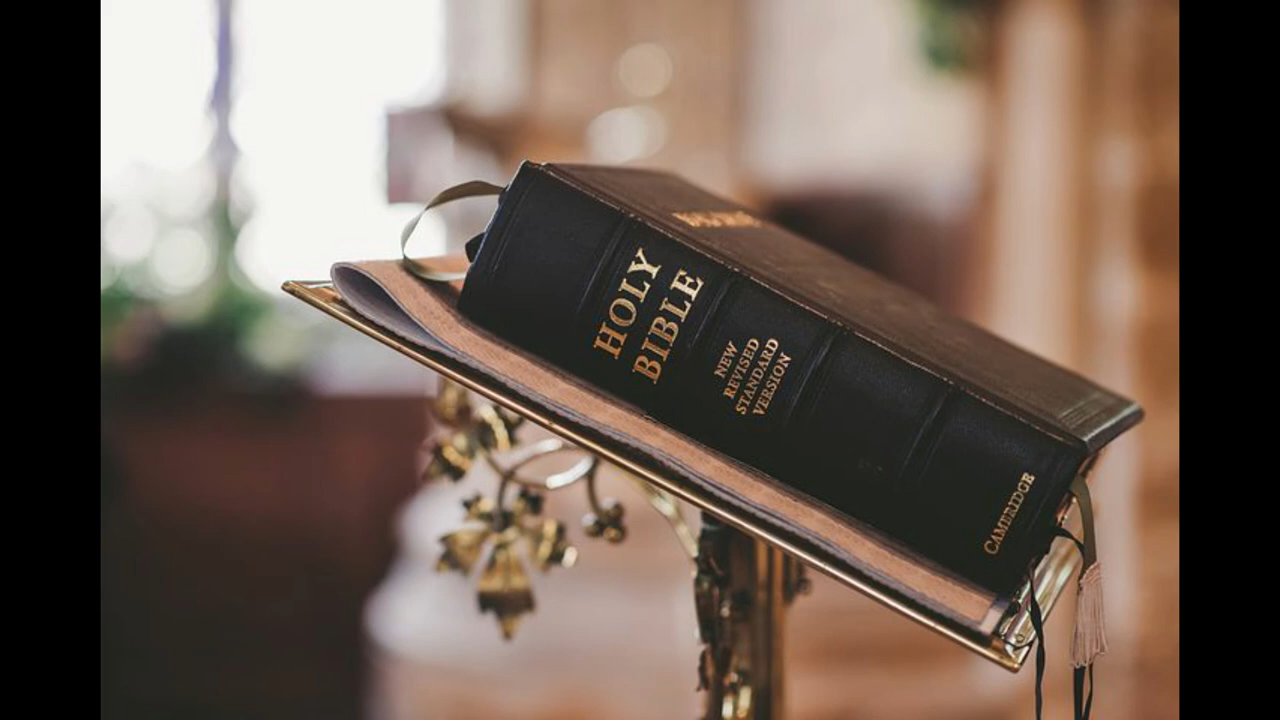 HOLY
BIBLE
NEW
REVISED
STANDARD
VERSION
CAMBRIDGE